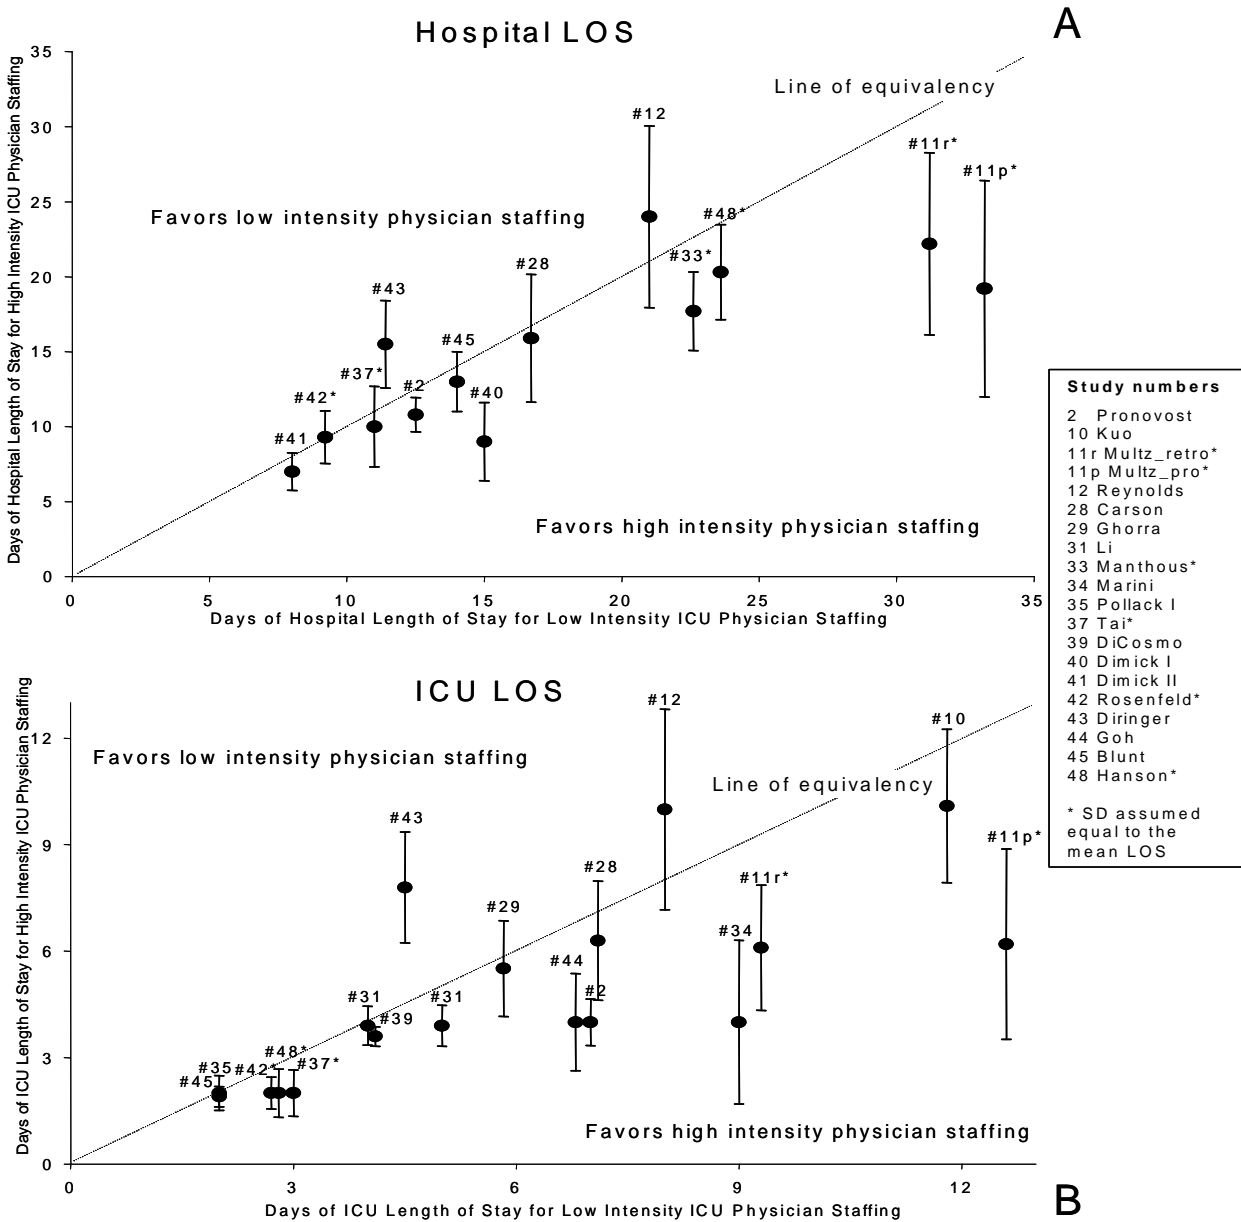 Hospital LOS
A
Days of Hospital Length of Stay for High Intensity ICU Physician Staffing
35
30
25
20
15
10
5
0
Line of equivalency
Favors low intensity physician staffing
#12
#11r*
#11p*
#48*
#33*
#28
#43
#45
#37*
#2
#40
#42*
#41
Favors high intensity physician staffing
0 5 10 15 20 25 30 35
Days of Hospital Length of Stay for Low Intensity ICU Physician Staffing
Study numbers
2 Pronovost
10 Kuo
11r Multz_retro*
11p Multz_pro*
12 Reynolds
28 Carson
29 Ghorra
31 Li
33 Manthous*
34 Marini
35 Pollack I
37 Tai*
39 DiCosmo
40 Dimick I
41 Dimick II
42 Rosenfeld*
43 Diringer
44 Goh
45 Blunt
48 Hanson*
* SD assumed
equal to the
mean LOS
ICU LOS
Days of ICU Length of Stay for High Intensity ICU Physician Staffing
12
9
6
3
0
Favors low intensity physician staffing
Line of equivalency
#12
#10
#43
#11p*
#28
#11r*
#29
#34
#44
#2
#31
#31
#39
#48*
#37*
#35
#42*
#45
Favors high intensity physician staffing
0 3 6 9 12
Days of ICU Length of Stay for Low Intensity ICU Physician Staffing
B